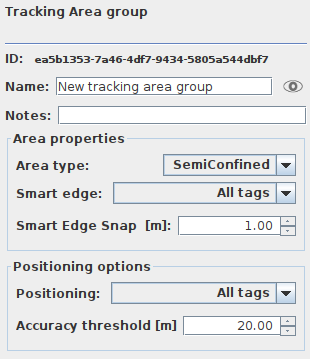 Tracking Area group
ID: ea5b1353-7a46-4df7-9434-5805a544dbf7
Name: New tracking area group
Notes:
Area properties
Area type: SemiConfined
Smart edge: All tags
Smart Edge Snap [m]: 1.00
Positioning options
Positioning: All tags
Accuracy threshold [m] 20.00